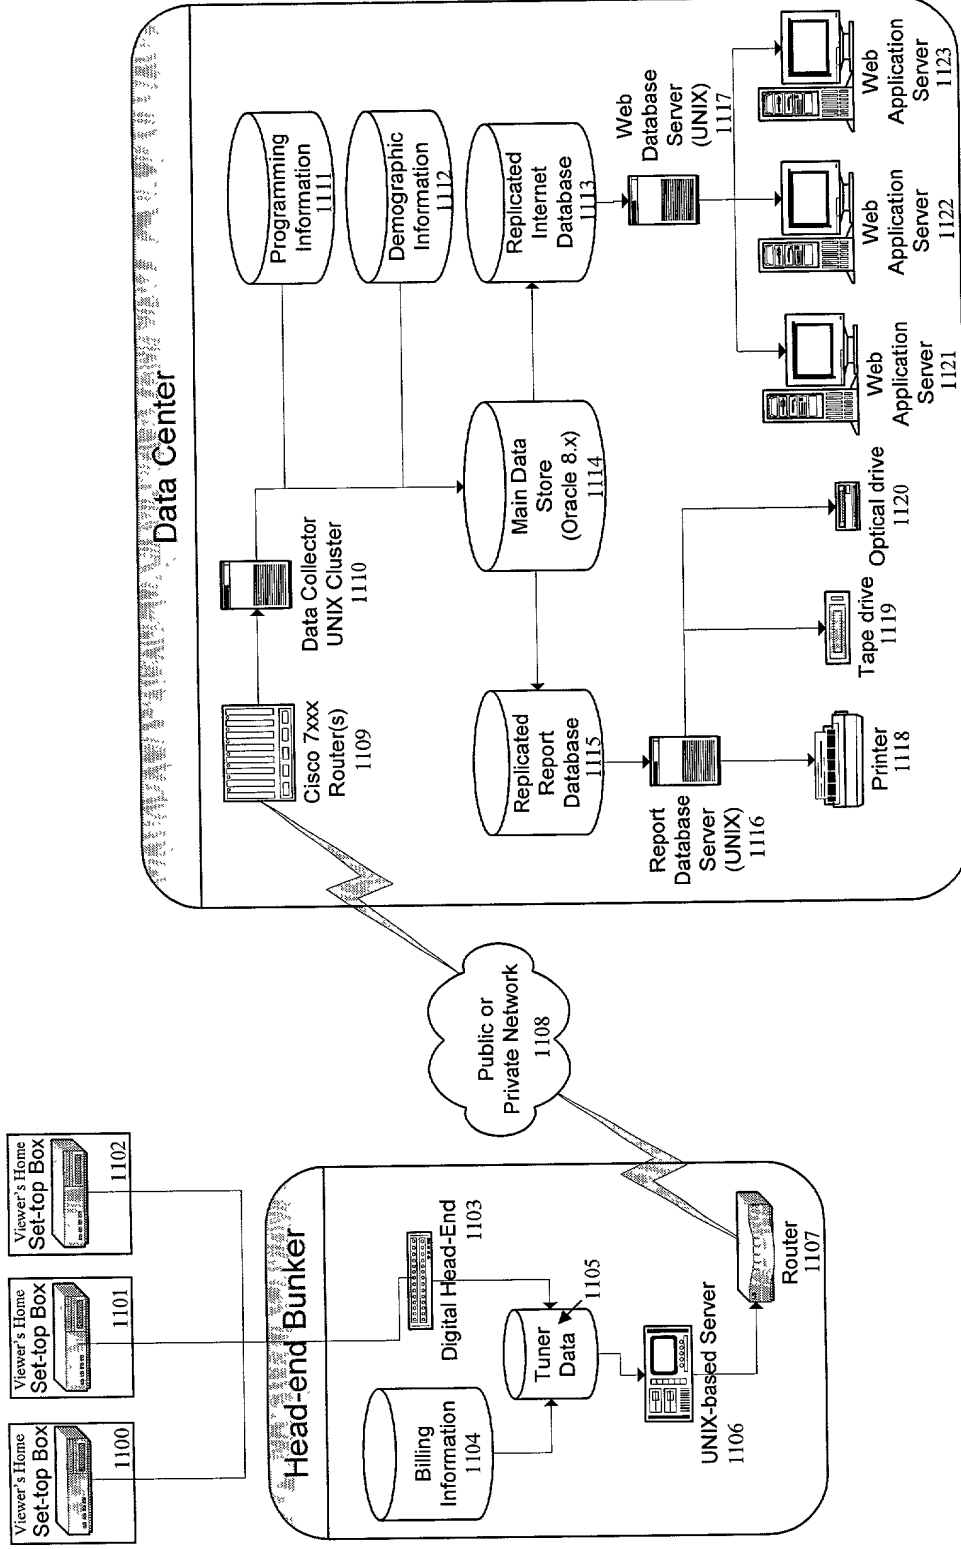 Viewer's Home
Set-top Box
1100
Viewer's Home
Set-top Box
1101
Viewer's Home
Set-top Box
1102
Head-end Bunker
Billing
Information
1104
Digital Head-End
1103
Tuner
Data
1105
UNIX-based Server
1106
Router
1107
Public or
Private Network
1108
Data Center
Cisco 7xxx
Router(s)
1109
Data Collector
UNIX Cluster
1110
Programming
Information
1111
Demographic
Information
1112
Replicated
Report
Database
1115
Main Data
Store
(Oracle 8.x)
1114
Replicated
Internet
Database
1113
Report
Database
Server
(UNIX)
1116
Web
Database
Server
(UNIX)
1117
Printer
1118
Tape drive
1119
Optical drive
1120
Web
Application
Server
1121
Web
Application
Server
1122
Web
Application
Server
1123